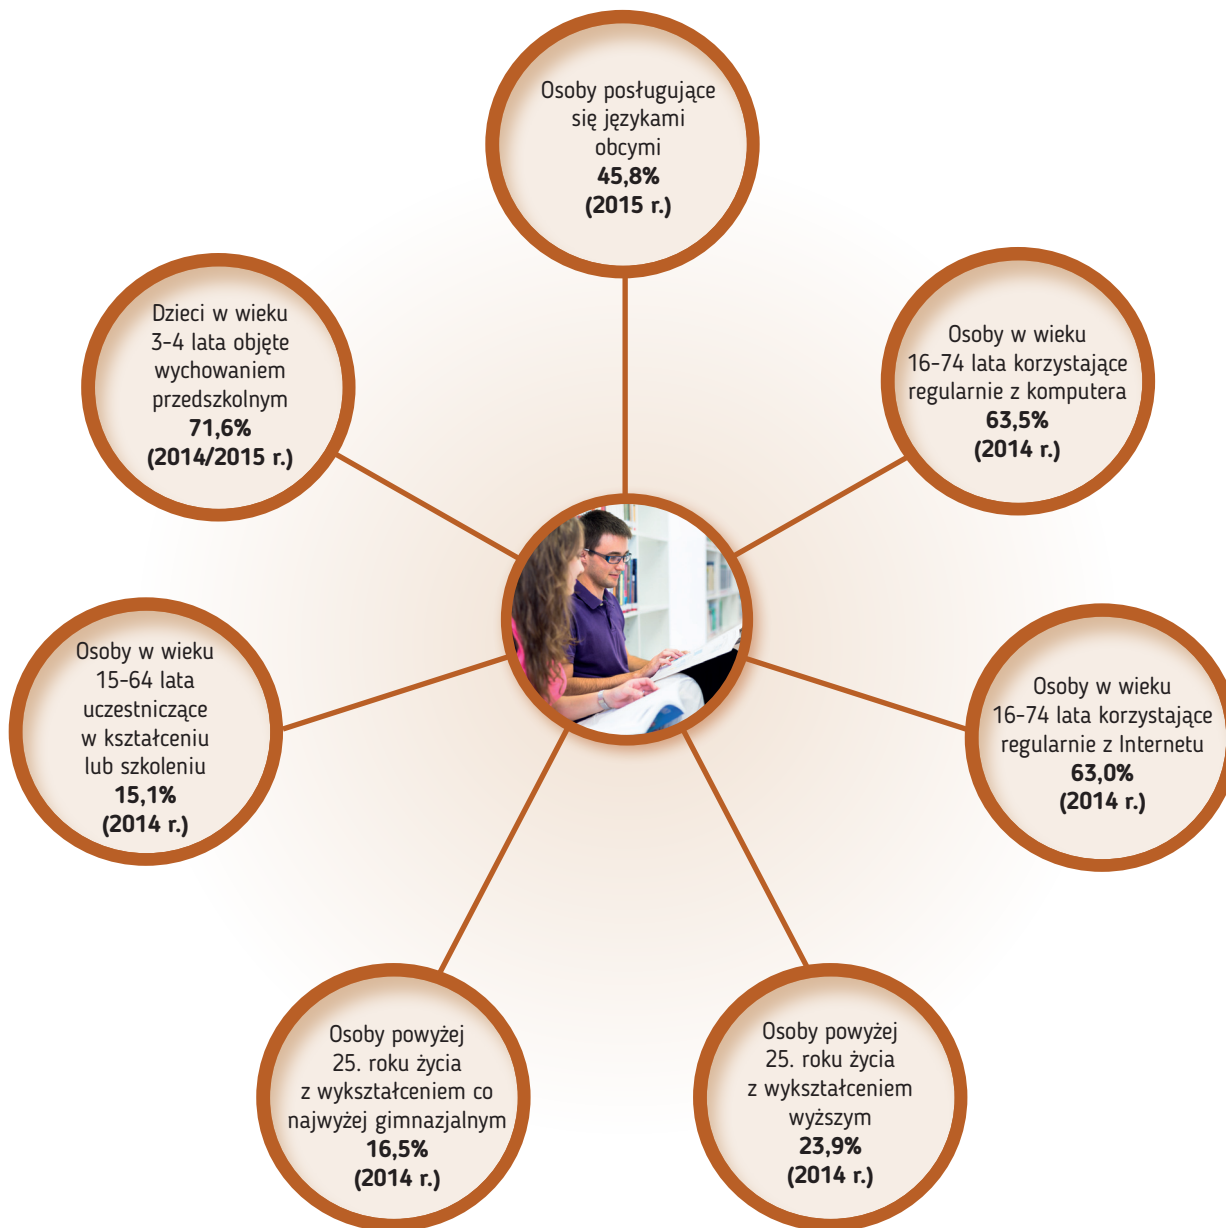 Osoby posługujące
się językami
obcymi
45,8%
(2015 r.)
Dzieci w wieku
3-4 lata objęte
wychowaniem
przedszkolnym
71,6%
(2014/2015 r.)
Osoby w wieku
16-74 lata korzystające
regularnie z komputera
63,5%
(2014 r.)
Osoby w wieku
15-64 lata
uczestniczące
w kształceniu
lub szkoleniu
15,1%
(2014 r.)
Osoby w wieku
16-74 lata korzystające
regularnie z Internetu
63,0%
(2014 r.)
Osoby powyżej
25. roku życia
z wykształceniem co
najwyżej gimnazjalnym
16,5%
(2014 r.)
Osoby powyżej
25. roku życia
z wykształceniem
wyższym
23,9%
(2014 r.)